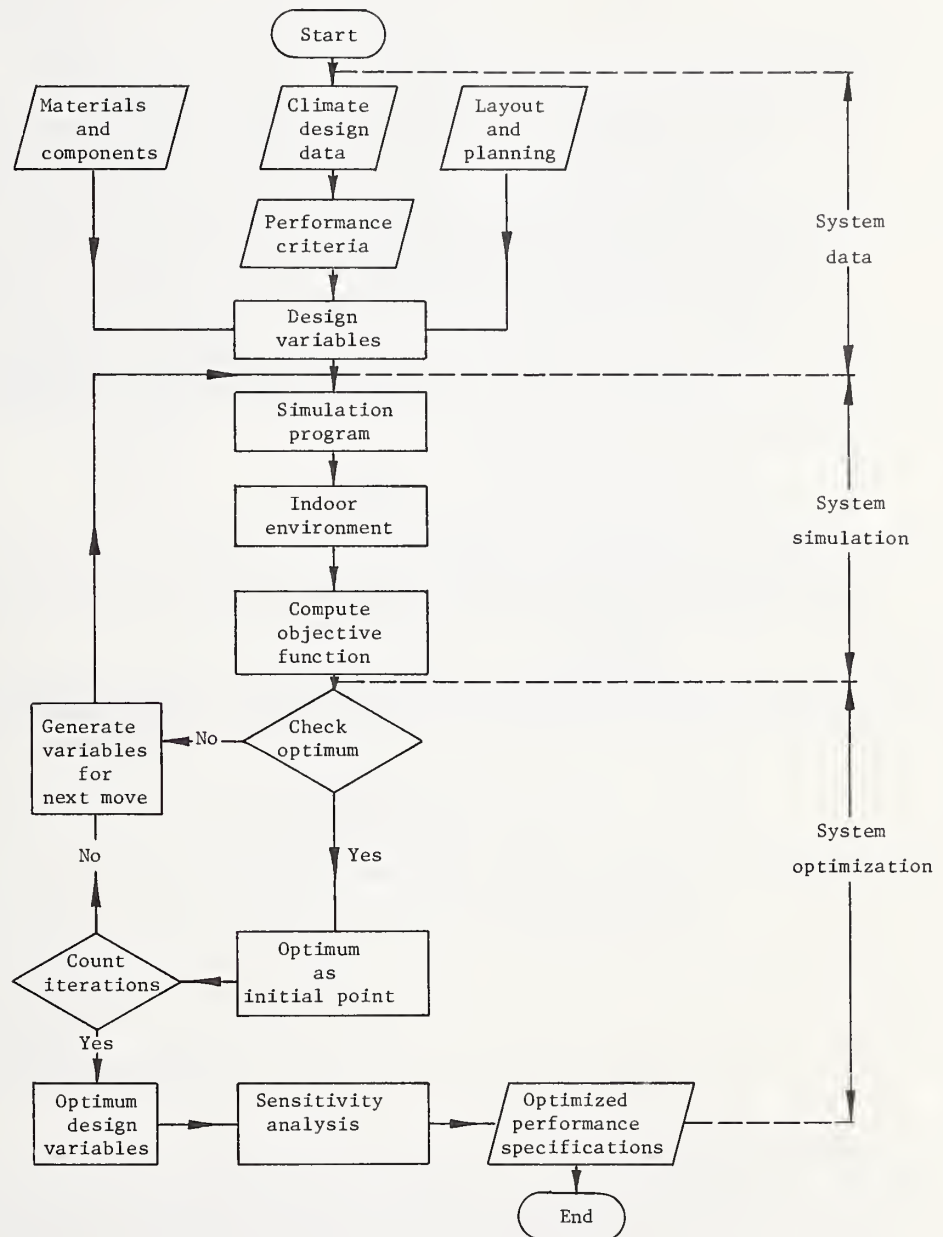 Start
Materials
and
components
Climate
design
data
Layout
and
planning
Performance
criteria
System
data
Design
variables
Simulation
program
Indoor
environment
System
simulation
Compute
objective
function
Generate
variables
for
next move
No
Check
optimum
Yes
No
System
optimization
Count
iterations
Optimum
as
initial point
Yes
Optimum
design
variables
Sensitivity
analysis
Optimized
performance
specifications
End